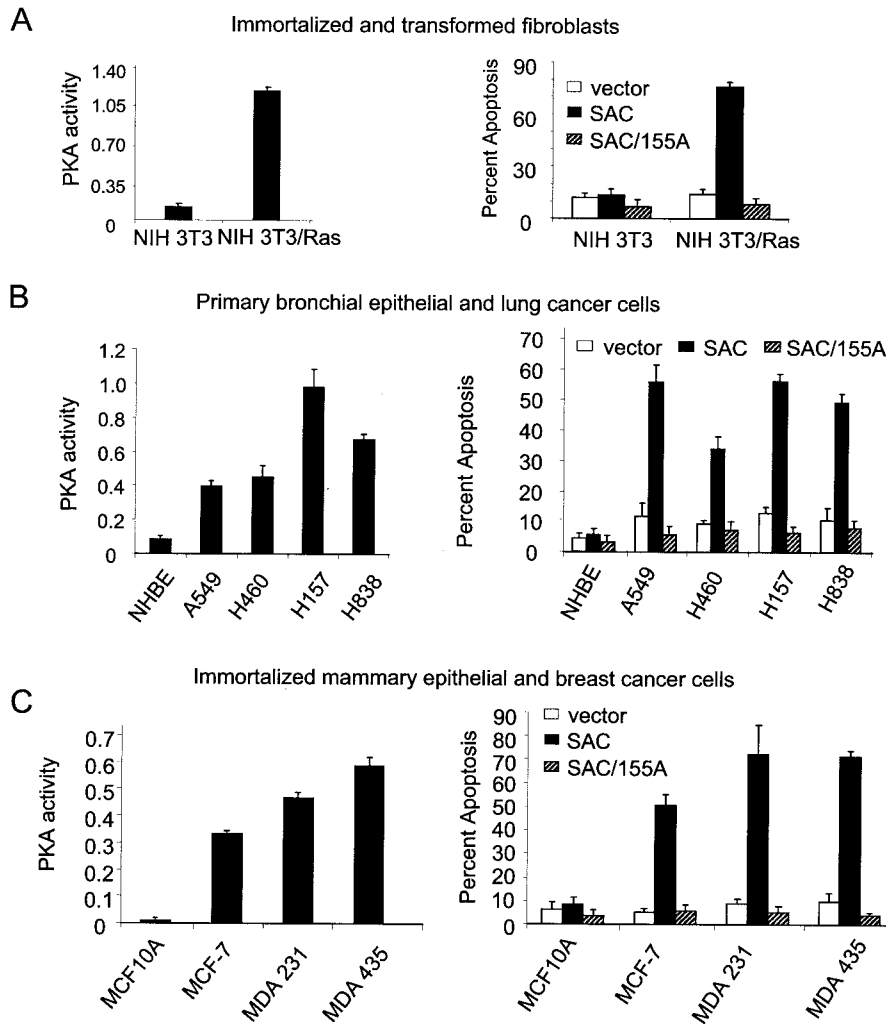 A
Immortalized and transformed fibroblasts
PKA activity
1.40
1.05
0.70
0.35
0
NIH 3T3 NIH 3T3/Ras
Percent Apoptosis
90
60
30
0
vector
SAC
SAC/155A
NIH 3T3 NIH 3T3/Ras
B
Primary bronchial epithelial and lung cancer cells
PKA activity
1.2
1.0
0.8
0.6
0.4
0.2
0
NHBE
A549
H460
H157
H838
Percent Apoptosis
70
60
50
40
30
20
10
0
vector SAC SAC/155A
NHBE
A549
H460
H157
H838
C
Immortalized mammary epithelial and breast cancer cells
PKA activity
0.7
0.6
0.5
0.4
0.3
0.2
0.1
0
MCF10A
MCF-7
MDA 231
MDA 435
Percent Apoptosis
90
80
70
60
50
40
30
20
10
0
vector
SAC
SAC/155A
MCF10A
MCF-7
MDA 231
MDA 435